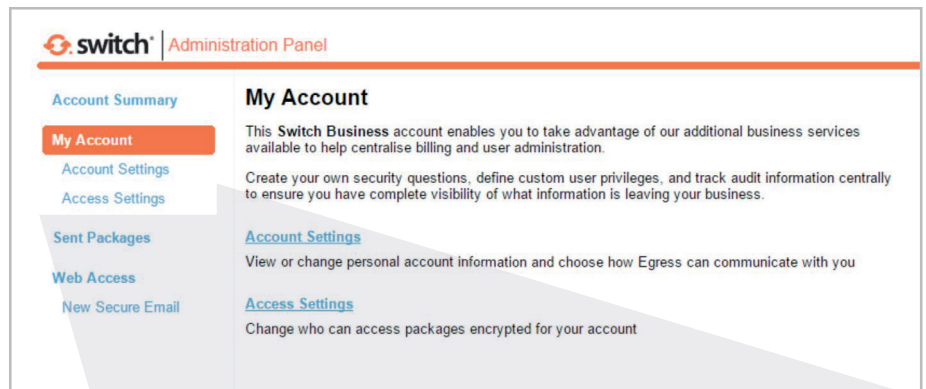 switch Administration Panel
Account Summary
My Account
Account Settings
Access Settings
Sent Packages
Web Access
New Secure Email
My Account
This Switch Business account enables you to take advantage of our additional business services
available to help centralise billing and user administration.
Create your own security questions, define custom user privileges, and track audit information centrally
to ensure you have complete visibility of what information is leaving your business.
Account Settings
View or change personal account information and choose how Egress can communicate with you
Access Settings
Change who can access packages encrypted for your account